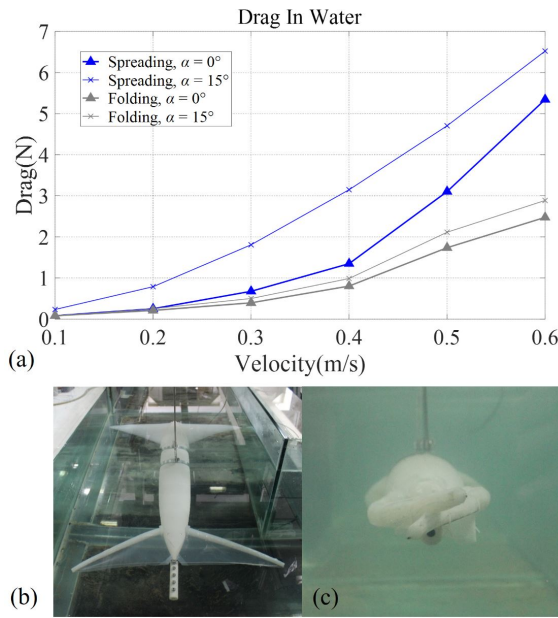 Drag In Water
7
6
5
4
3
2
1
0
Drag(N)
Spreading, α = 0°
Spreading, α = 15°
Folding, α = 0°
Folding, α = 15°
0.1 0.2 0.3 0.4 0.5 0.6
Velocity(m/s)
(a)
(b)
(c)